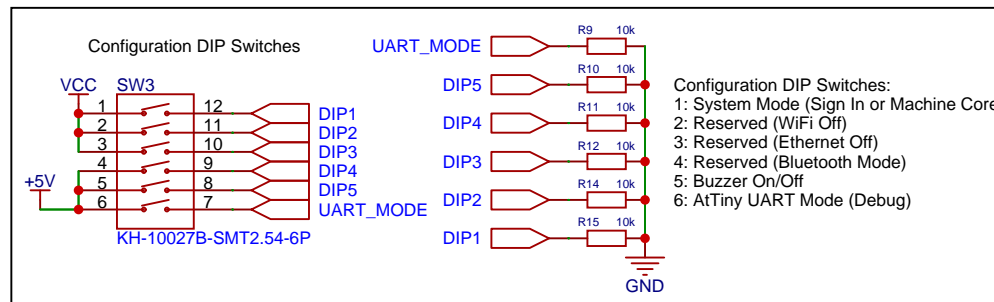 Configuration DIP Switches
VCC
SW3
1 12 DIP1
2 11 DIP2
3 10 DIP3
4 9 DIP4
+5V
5 8 DIP5
6 7 UART_MODE
KH-10027B-SMT2.54-6P
UART_MODE R9 10k
DIP5 R10 10k
DIP4 R11 10k
DIP3 R12 10k
DIP2 R14 10k
DIP1 R15 10k
GND
Configuration DIP Switches:
1: System Mode (Sign In or Machine Core
2: Reserved (WiFi Off)
3: Reserved (Ethernet Off)
4: Reserved (Bluetooth Mode)
5: Buzzer On/Off
6: AtTiny UART Mode (Debug)